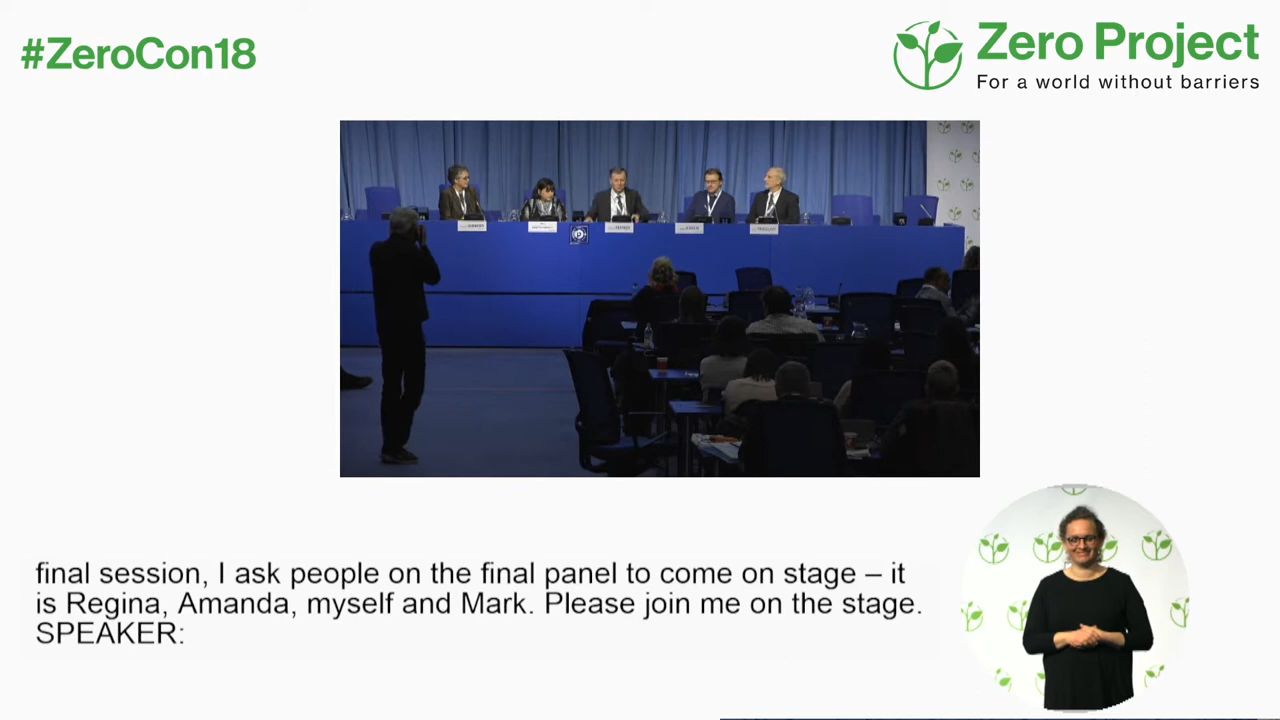 #ZeroCon18
Zero Project
For a world without barriers
final session, I ask people on the final panel to come on stage – it
is Regina, Amanda, myself and Mark. Please join me on the stage.
SPEAKER: